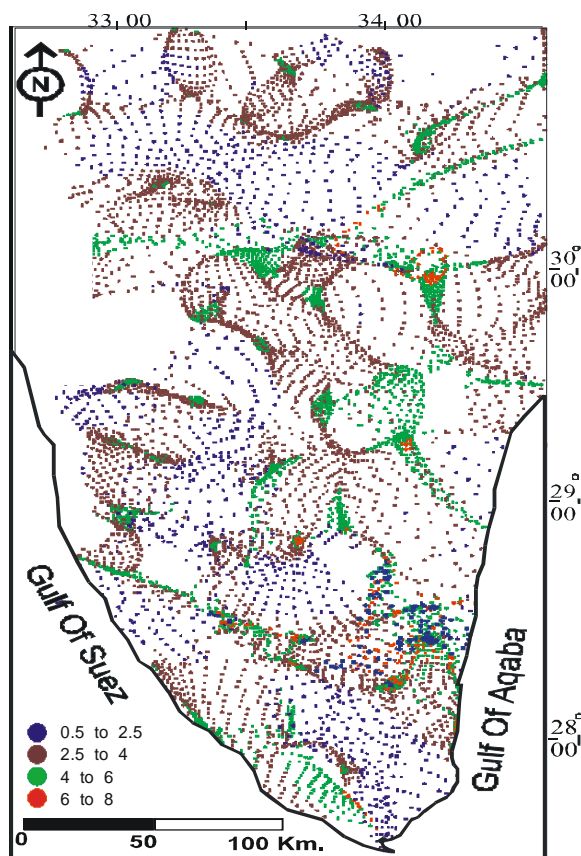 33 00 34 00
N
30 o
00
29 o
00
28 o
00
Gulf Of Suez
Gulf Of Aqaba
0.5 to 2.5
2.5 to 4
4 to 6
6 to 8
0 50 100 Km.